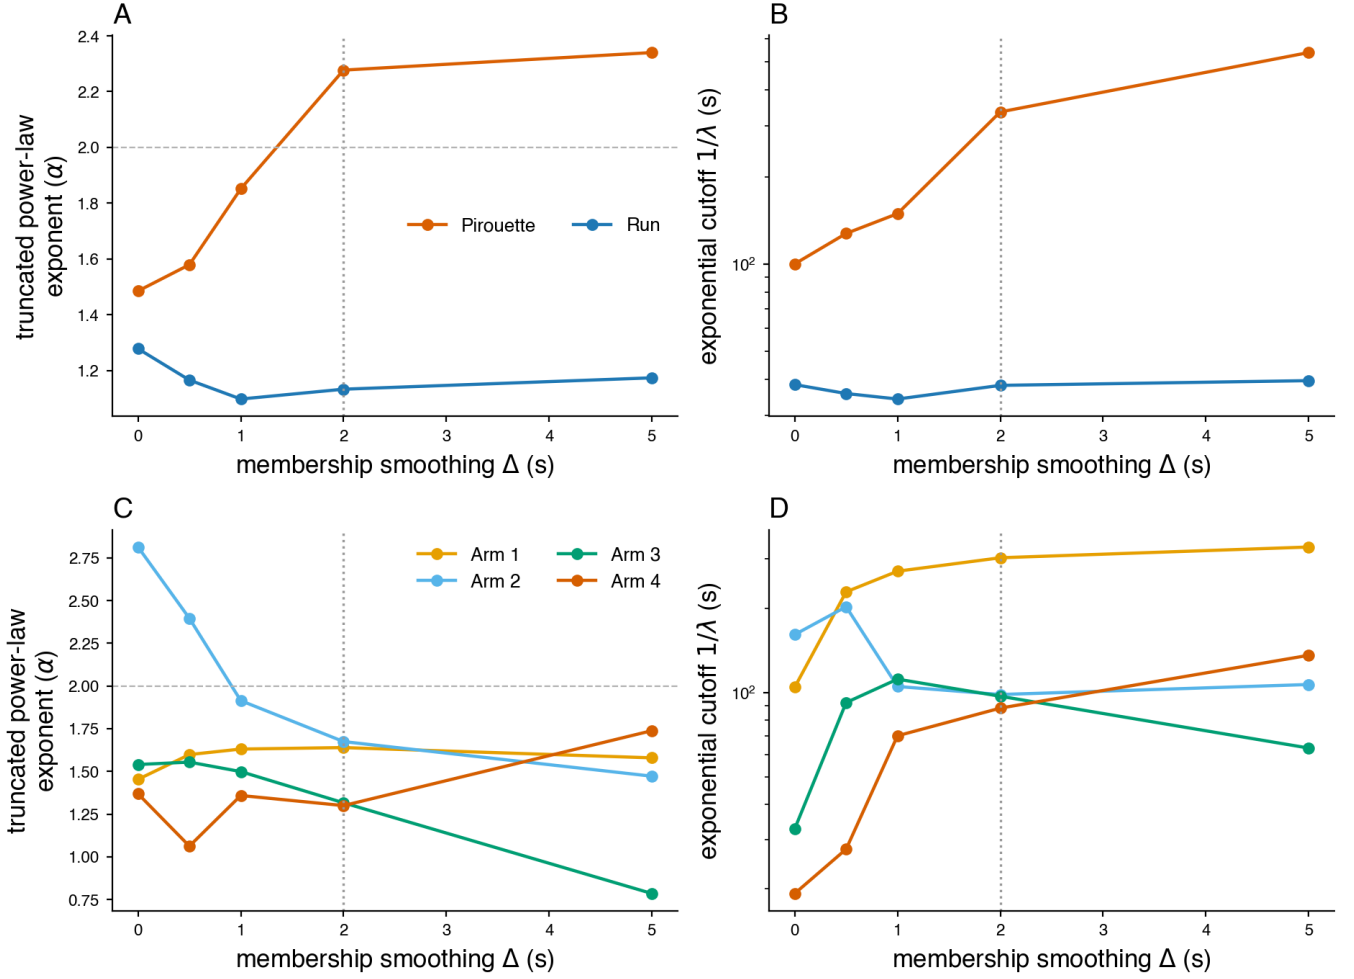 A
2.4
2.2
2.0
1.8
1.6
1.4
1.2
truncated power-law
exponent (α)
Pirouette
Run
0 1 2 3 4 5
membership smoothing Δ (s)
B
10²
exponential cutoff 1/λ (s)
0 1 2 3 4 5
membership smoothing Δ (s)
C
2.75
2.50
2.25
2.00
1.75
1.50
1.25
1.00
0.75
truncated power-law
exponent (α)
Arm 1 Arm 3
Arm 2 Arm 4
0 1 2 3 4 5
membership smoothing Δ (s)
D
10²
exponential cutoff 1/λ (s)
0 1 2 3 4 5
membership smoothing Δ (s)